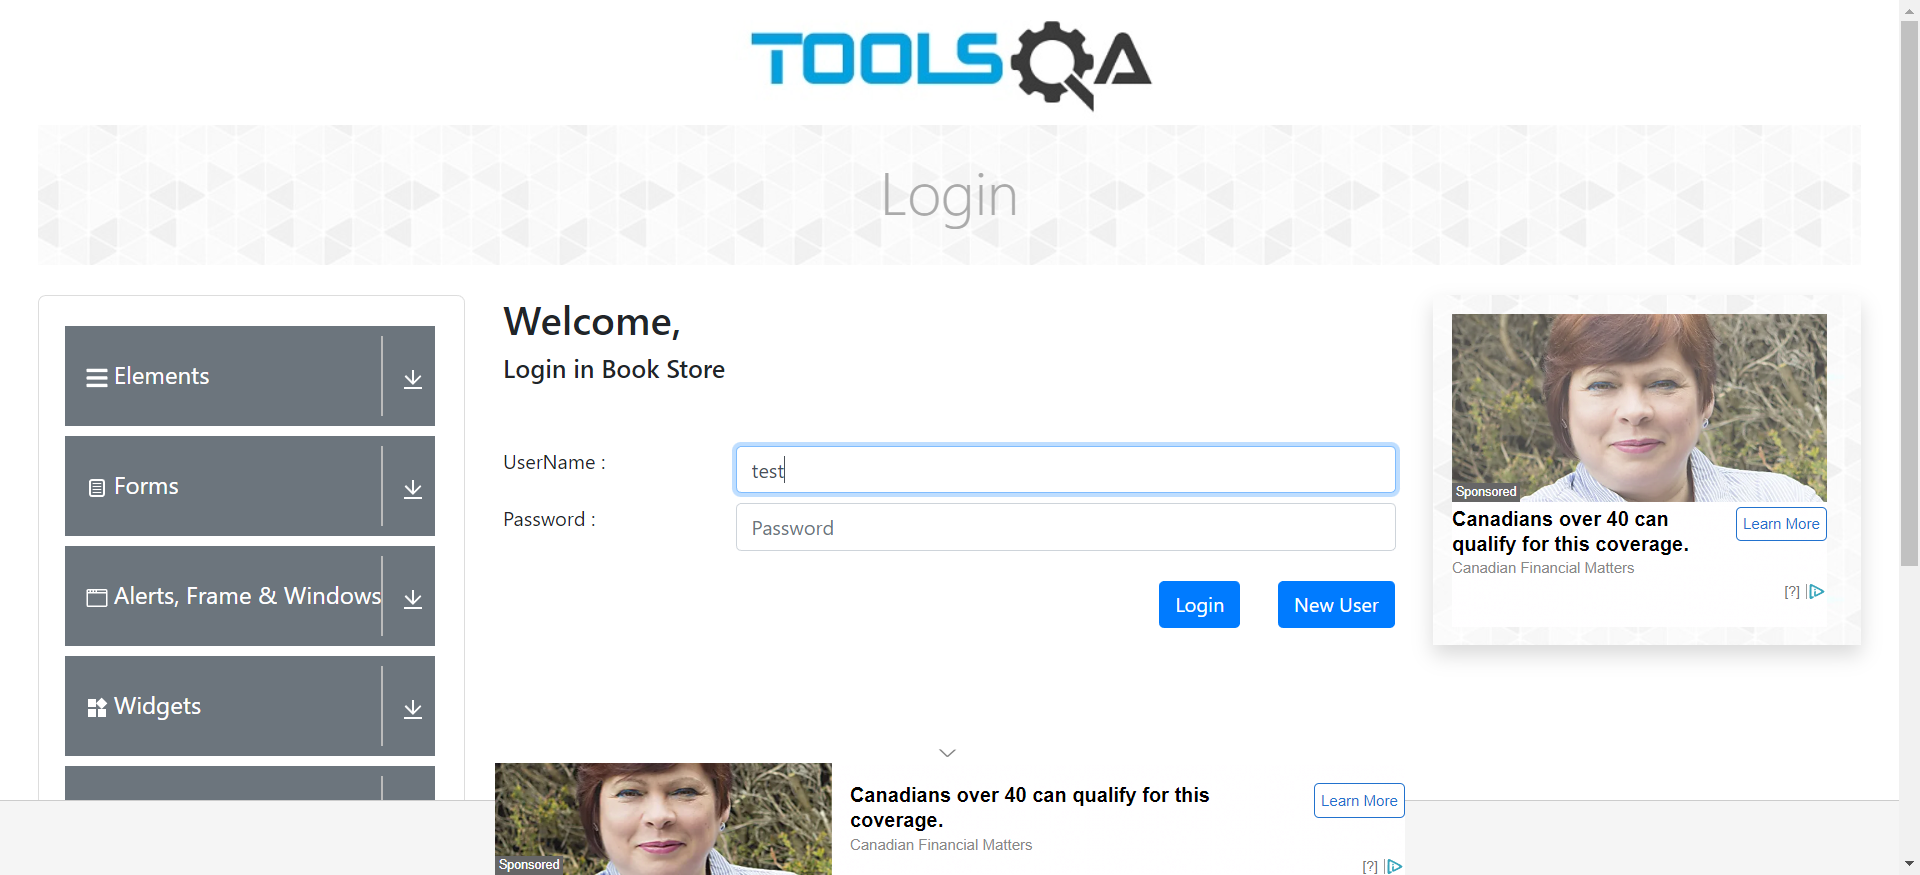 TOOLSQA
Login
Elements
Forms
Alerts, Frame & Windows
Widgets
Welcome,
Login in Book Store
UserName :
test
Password :
Password
Login
New User
Sponsored
Canadians over 40 can
qualify for this coverage.
Canadian Financial Matters
Learn More
[?]
Sponsored
Canadians over 40 can qualify for this
coverage.
Canadian Financial Matters
Learn More
[?]